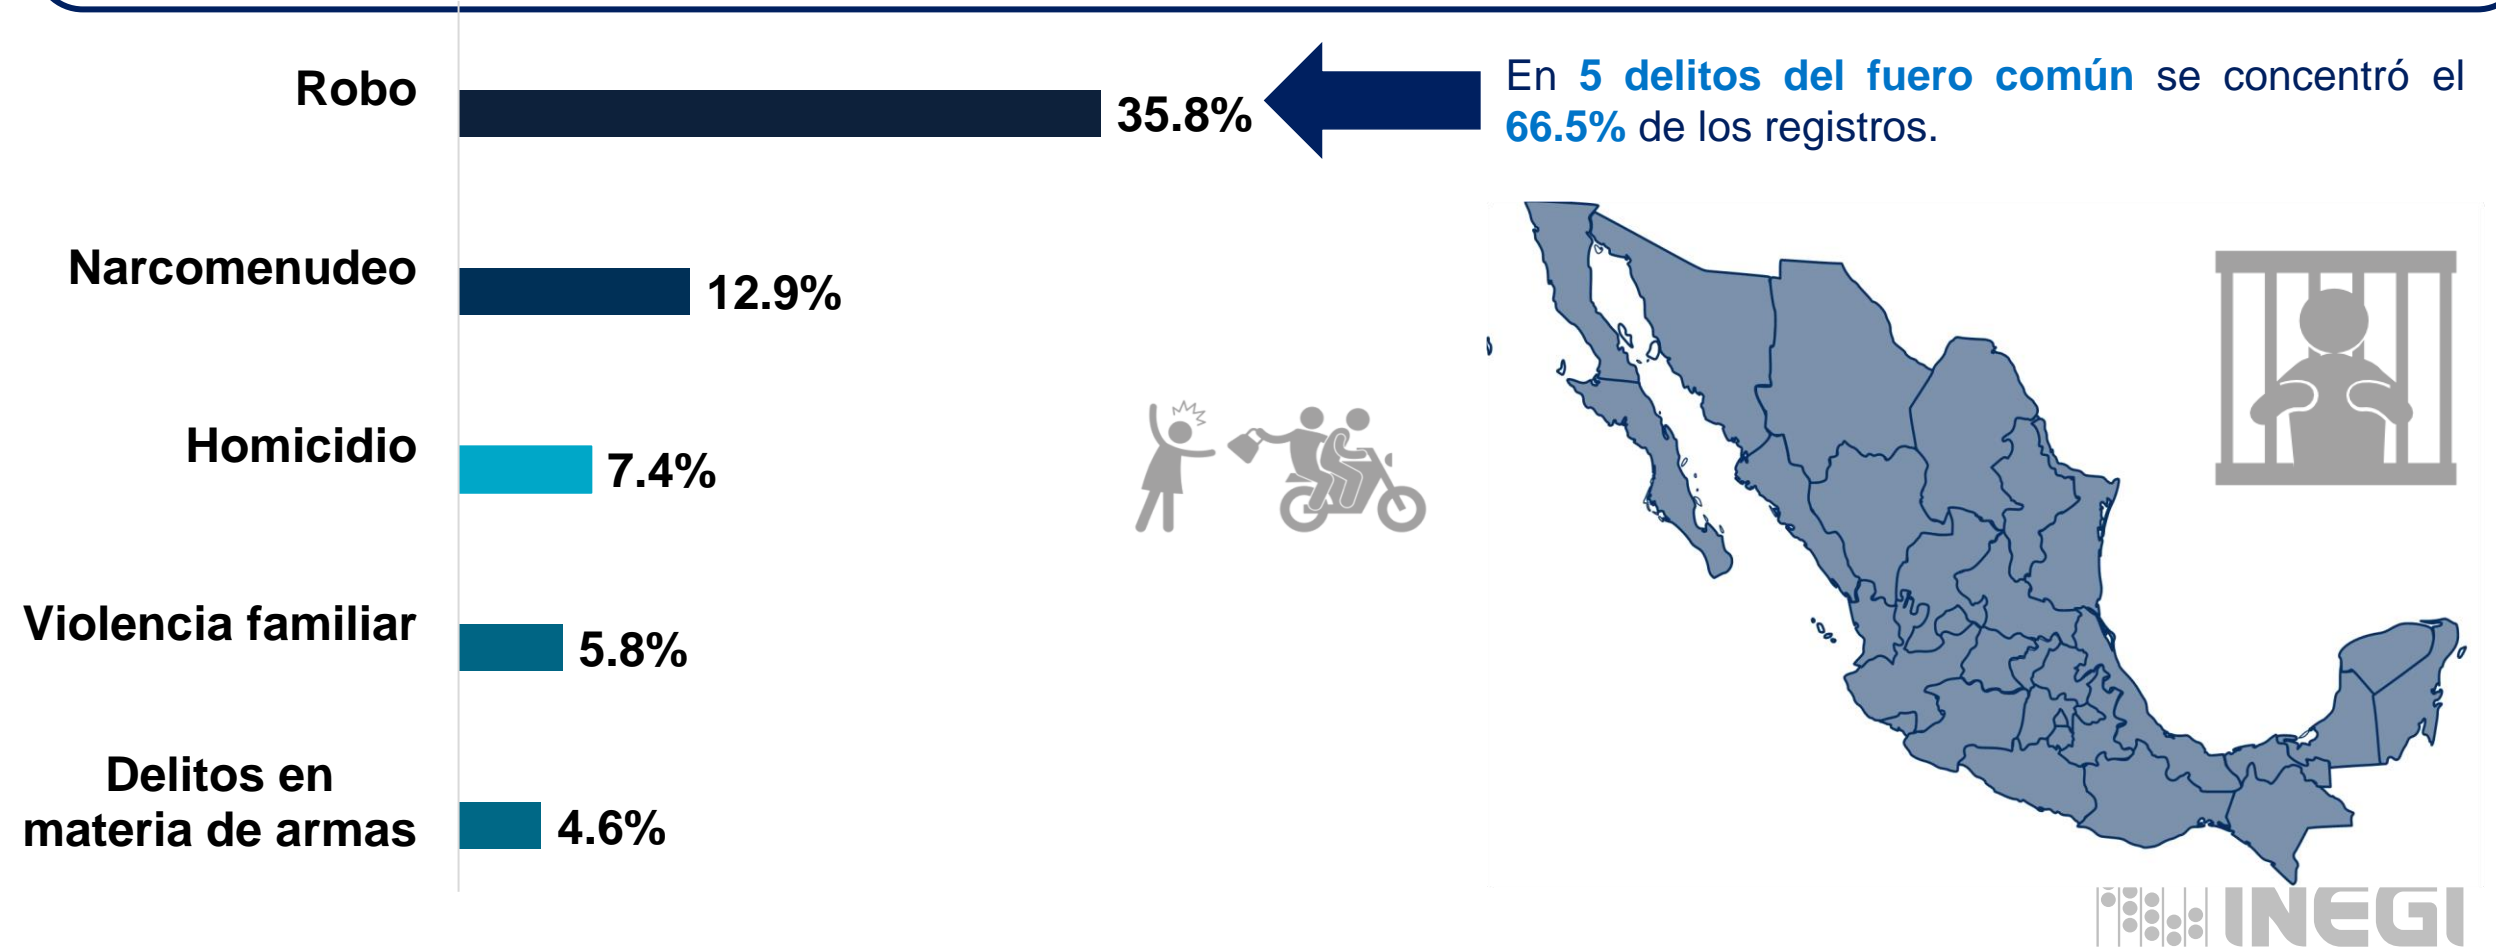 Robo
35.8%
En 5 delitos del fuero común se concentró el
66.5% de los registros.
Narcomenudeo
12.9%
Homicidio
7.4%
Violencia familiar
5.8%
Delitos en
materia de armas
4.6%
INEGI